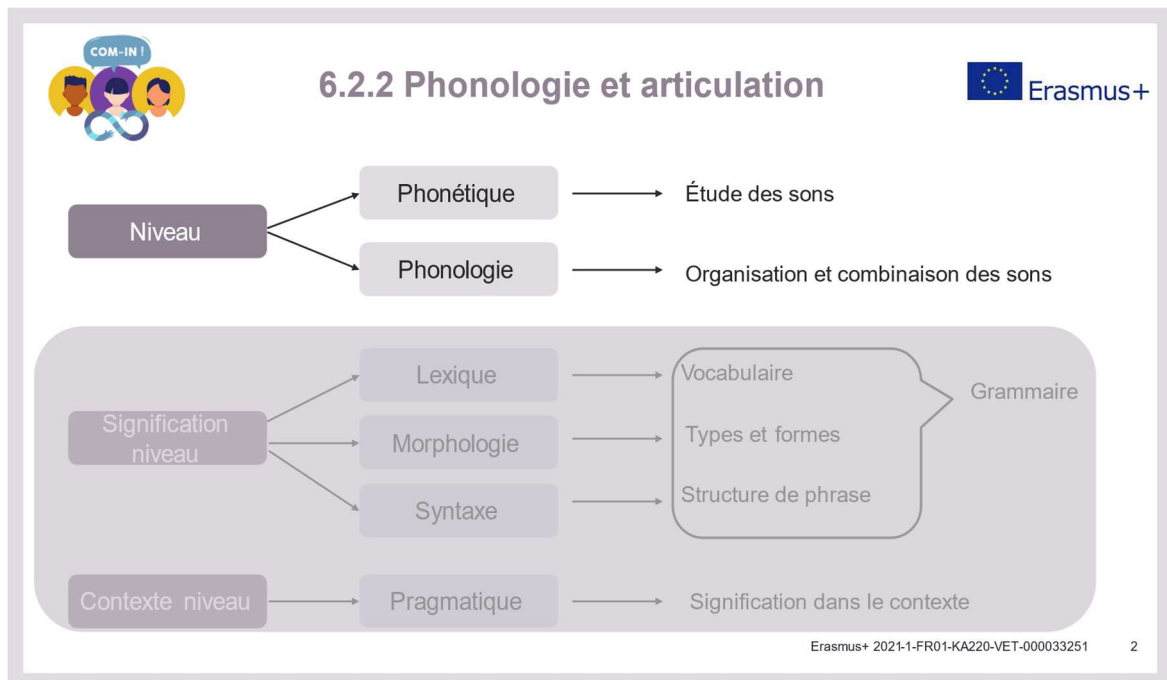 COM-IN !
6.2.2 Phonologie et articulation
Erasmus+
Niveau
Phonétique
Étude des sons
Phonologie
Organisation et combinaison des sons
Signification
niveau
Lexique
Vocabulaire
Morphologie
Types et formes
Syntaxe
Structure de phrase
Grammaire
Contexte niveau
Pragmatique
Signification dans le contexte
Erasmus+ 2021-1-FR01-KA220-VET-000033251
2